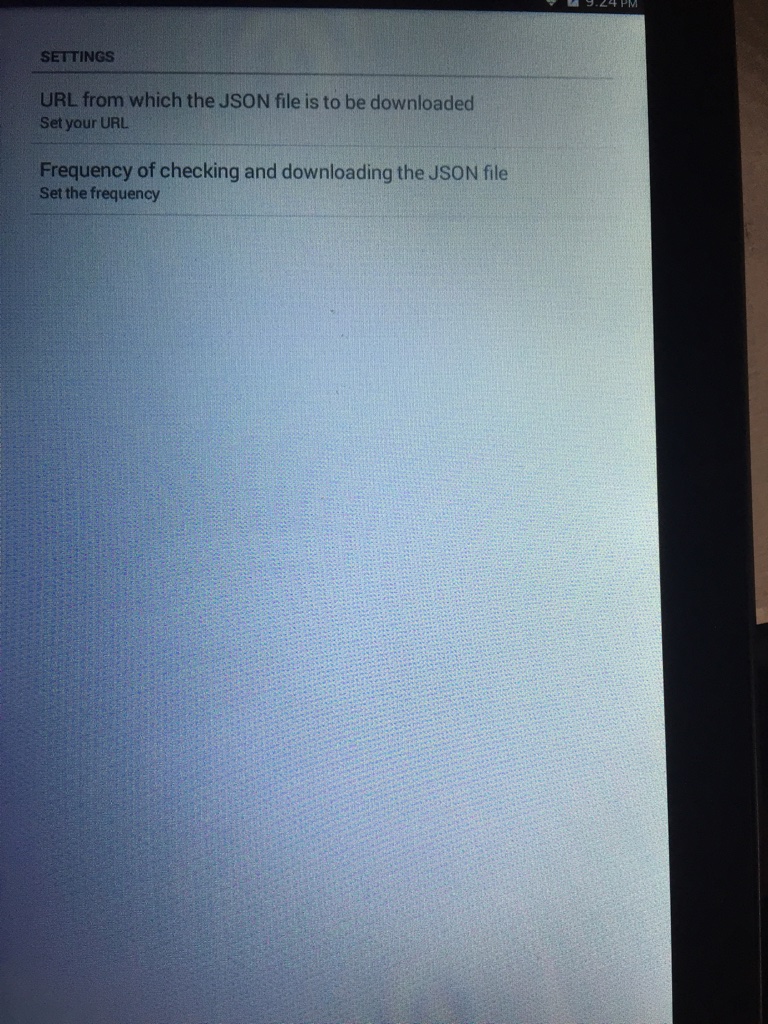 9:24 PM
SETTINGS
URL from which the JSON file is to be downloaded
Set your URL
Frequency of checking and downloading the JSON file
Set the frequency